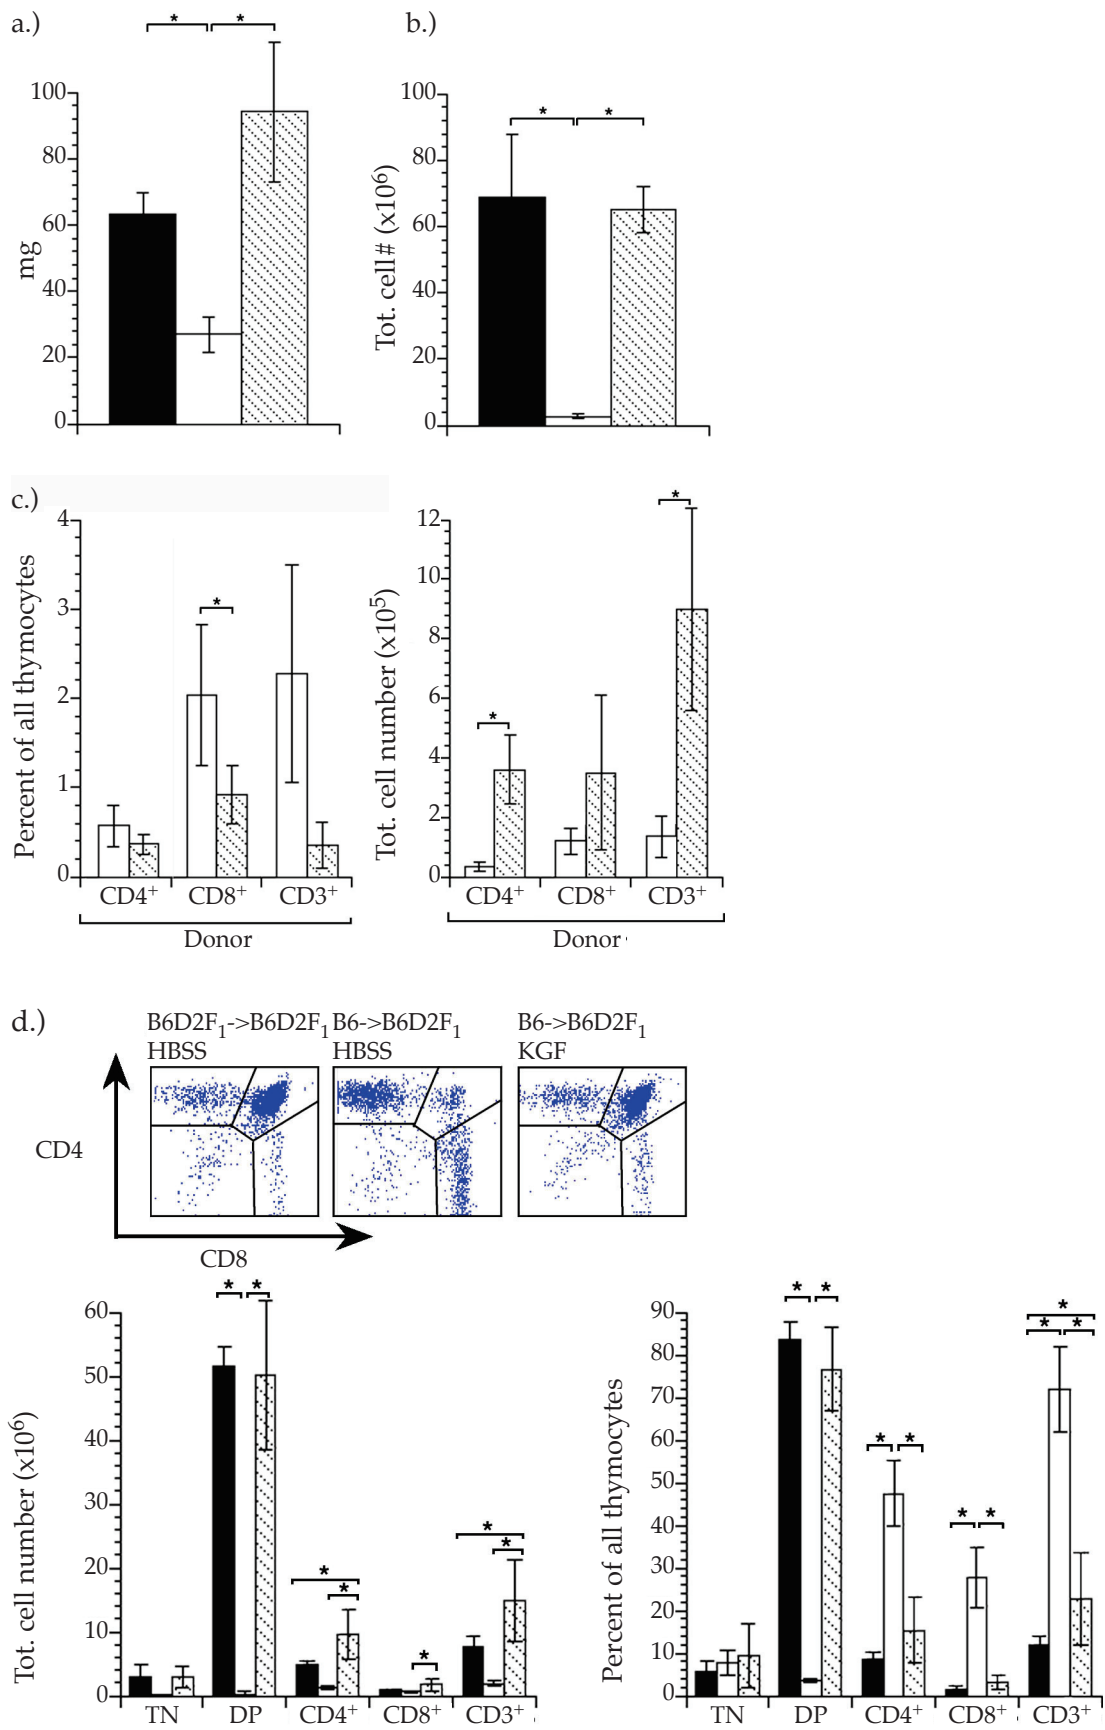 a.)
b.)
* *
100
80
60
40
20
0
mg
* *
100
80
60
40
20
0
Tot. cell# (x10⁶)
c.)
4
3
2
1
0
Percent of all thymocytes
*
CD4⁺ CD8⁺ CD3⁺
Donor
12
10
8
6
4
2
0
Tot. cell number (x10⁵)
*
*
CD4⁺ CD8⁺ CD3⁺
Donor
d.)
B6D2F₁->B6D2F₁
HBSS
B6->B6D2F₁
HBSS
B6->B6D2F₁
KGF
CD4
CD8
60
50
40
30
20
10
0
Tot. cell number (x10⁶)
* *
*
*
*
*
*
TN DP CD4⁺ CD8⁺ CD3⁺
90
80
70
60
50
40
30
20
10
0
Percent of all thymocytes
* *
* *
* *
*
* *
TN DP CD4⁺ CD8⁺ CD3⁺